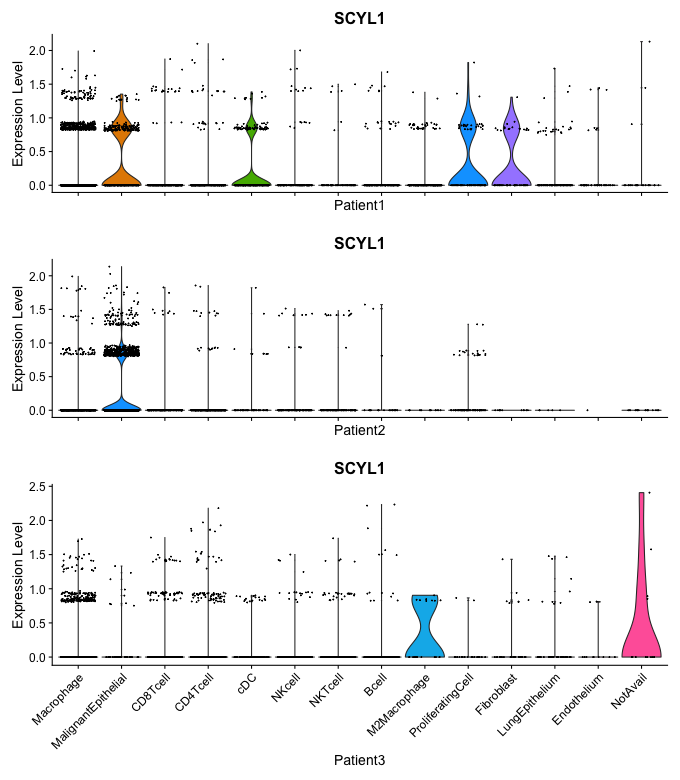 SCYL1
Expression Level
2.0
1.5
1.0
0.5
0.0
Patient1
SCYL1
Expression Level
2.0
1.5
1.0
0.5
0.0
Patient2
SCYL1
Expression Level
2.5
2.0
1.5
1.0
0.5
0.0
Macrophage
MalignantEpithelial
CD8Tcell
CD4Tcell
cDC
NKcell
NKTcell
Bcell
M2Macrophage
ProliferatingCell
Fibroblast
LungEpithelium
Endothelium
NotAvail
Patient3